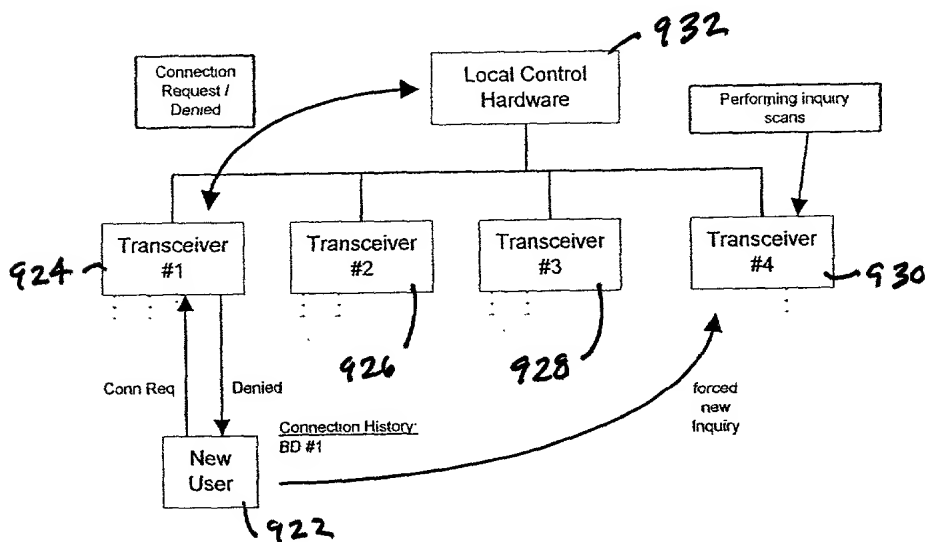 932
Connection
Request /
Denied
Local Control
Hardware
Performing inquiry
scans
Transceiver
#1
Transceiver
#2
Transceiver
#3
Transceiver
#4
924
930
926
928
Conn Req
Denied
forced
new
Inquiry
Connection History:
BD #1
New
User
922